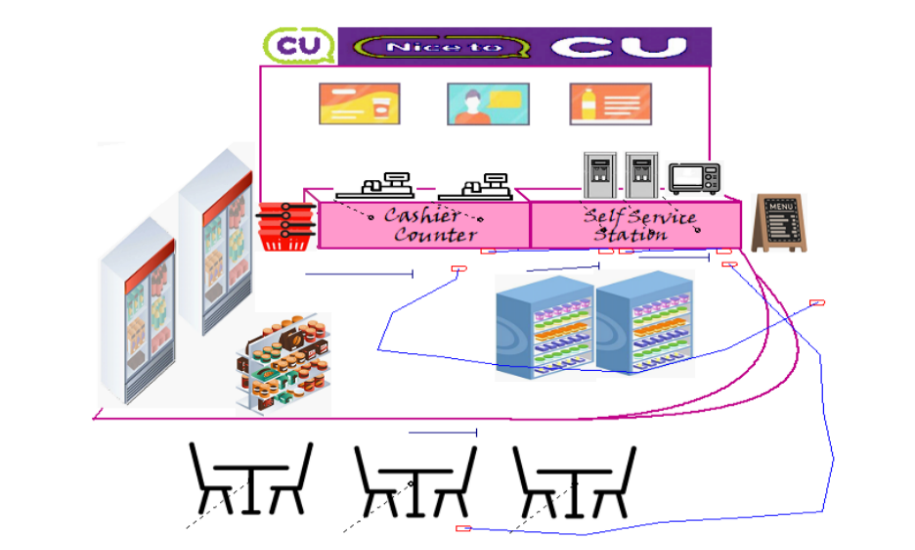 CU
Nice to CU
Cashier
Counter
Self Service
Station
MENU